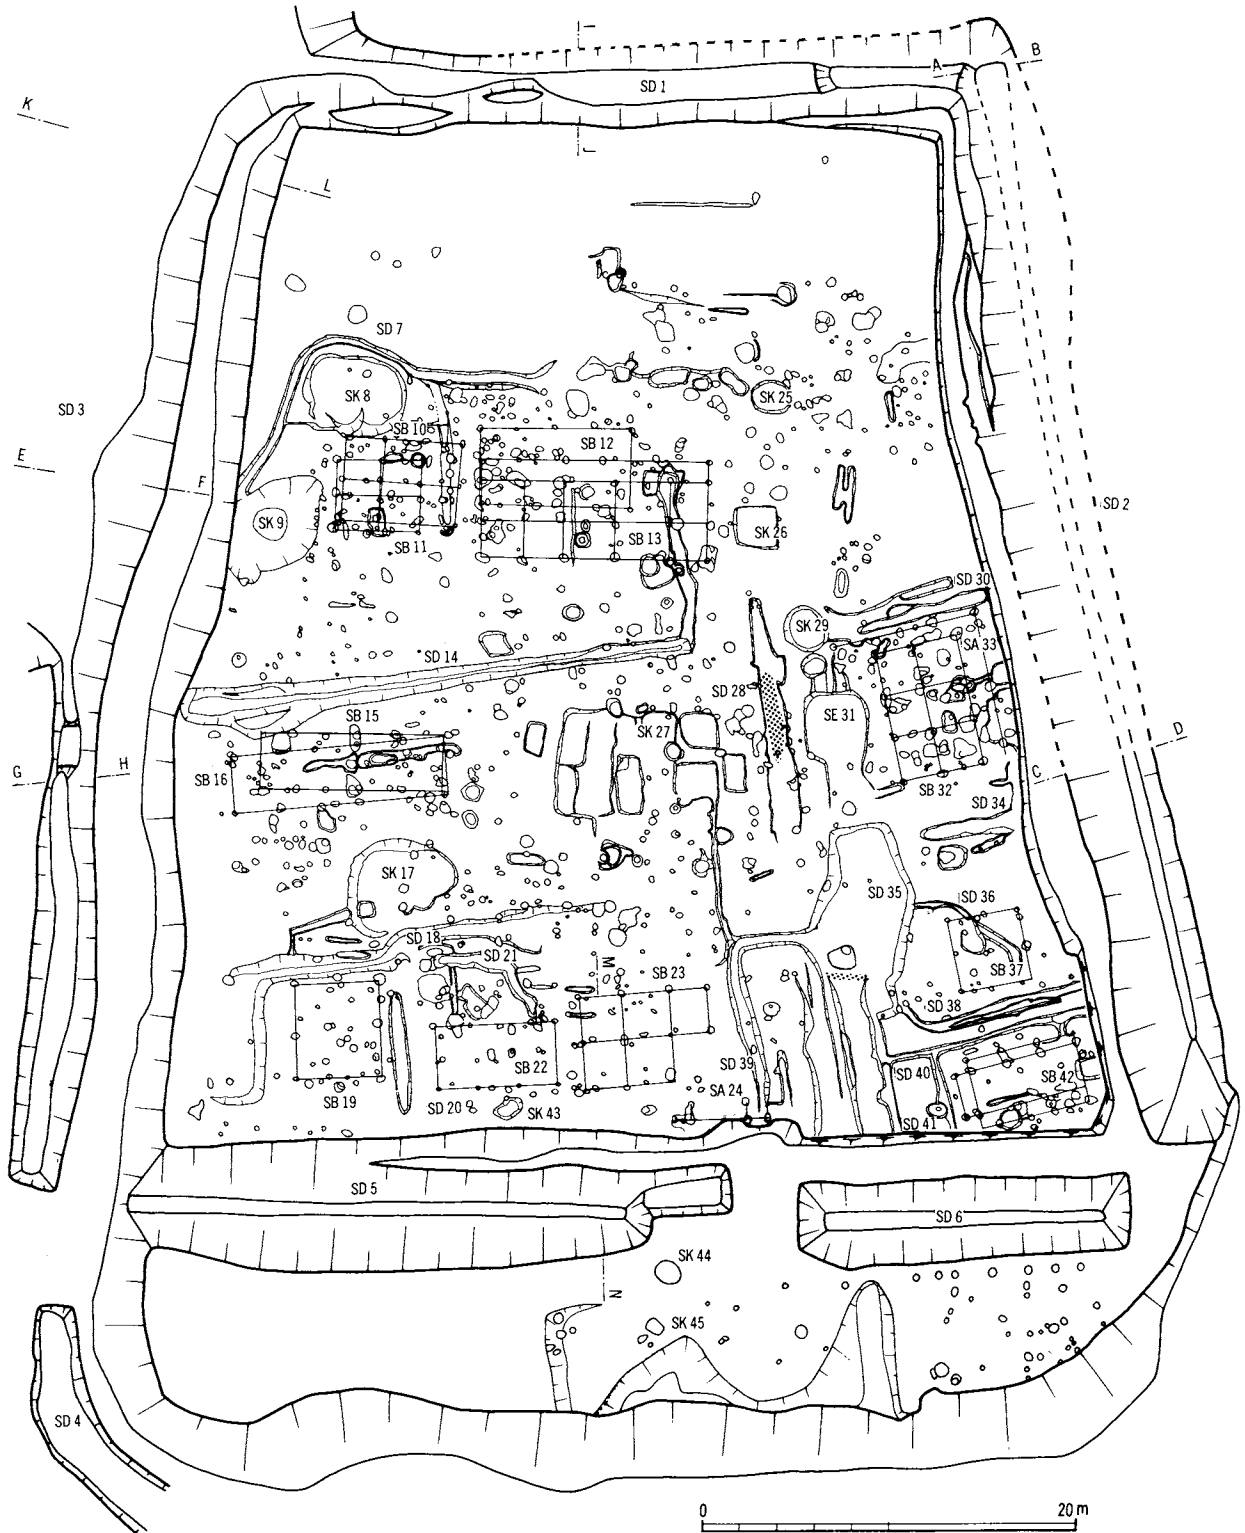 I
B
A
SD 1
K
J
L
SD 7
SD 3
SK 8
SK 25
SB 10
SB 12
E
F
SD 2
SK 9
SB 11
SB 13
SK 26
SD 30
SK 29
SA 33
SD 14
SD 28
SB 15
SE 31
SK 27
D
G
H
SB 16
C
SB 32
SD 34
SK 17
SD 35
SD 36
SD 18
SD 21
M
SB 23
SB 37
SD 38
SB 22
SD 39
SD 40
SB 42
SB 19
SA 24
SD 20
SK 43
SD 41
SD 5
SD 6
SK 44
N
SK 45
SD 4
0
20 m